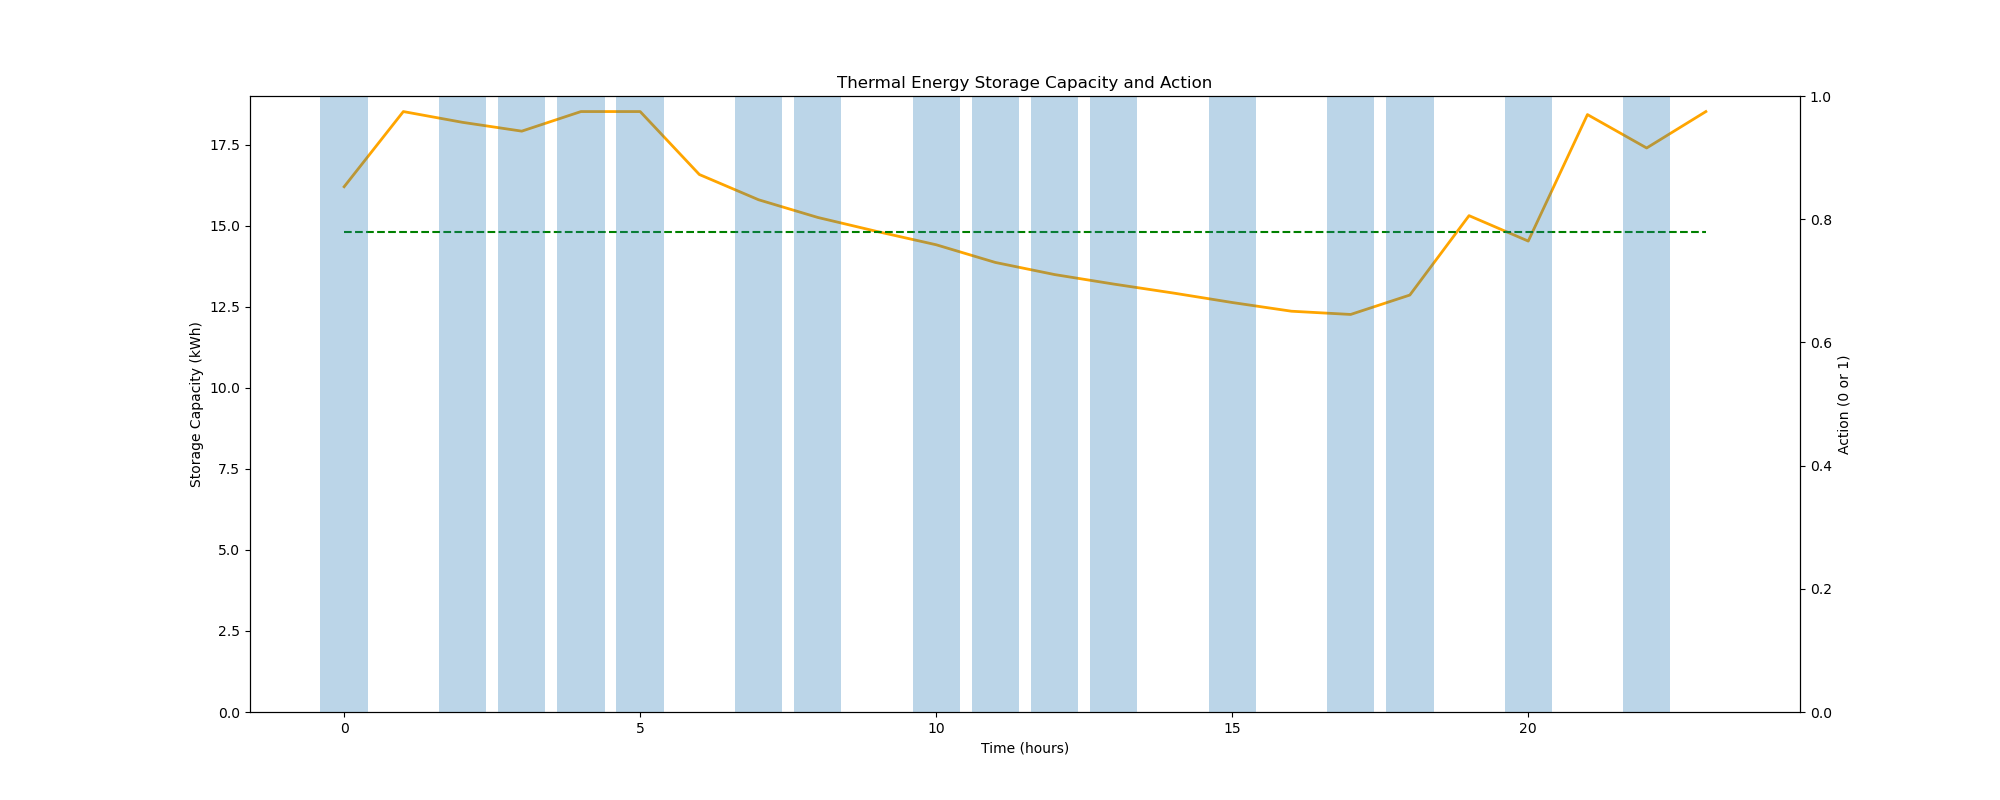 Thermal Energy Storage Capacity and Action
Storage Capacity (kWh)
17.5
15.0
12.5
10.0
7.5
5.0
2.5
0.0
1.0
0.8
0.6
0.4
0.2
0.0
Action (0 or 1)
0 5 10 15 20
Time (hours)